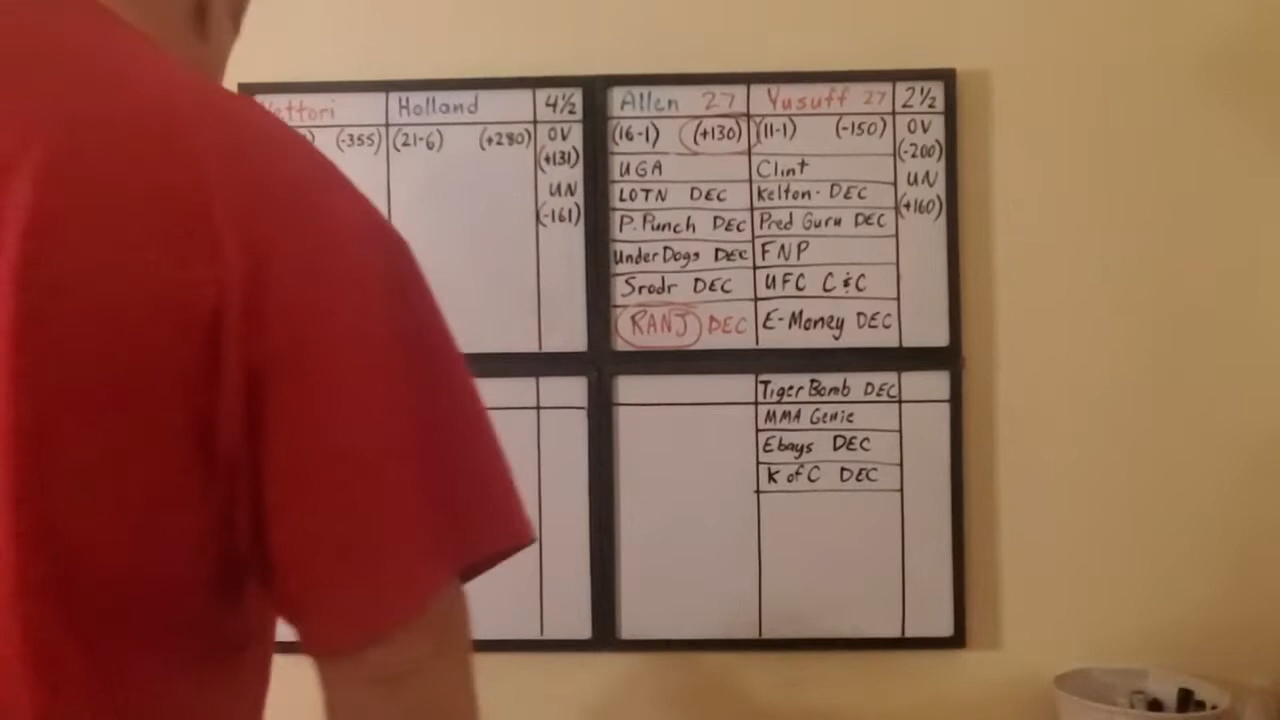 Vettori Holland 4½
(-355) (21-6) (+280) OV
(+131)
UN
(-161)
Allen 27 Yusuff 27 2½
(16-1) (+130) (11-1) (-150) OV
(-200)
UN
(+160)
UGA Clint
LOTN DEC Kelton- DEC
P. Punch DEC Pred Guru DEC
UnderDogs DEC FNP
Srodr DEC UFC C&C
RANJ DEC E-Money DEC
Tiger Bomb DEC
MMA Genie
Ebays DEC
K of C DEC